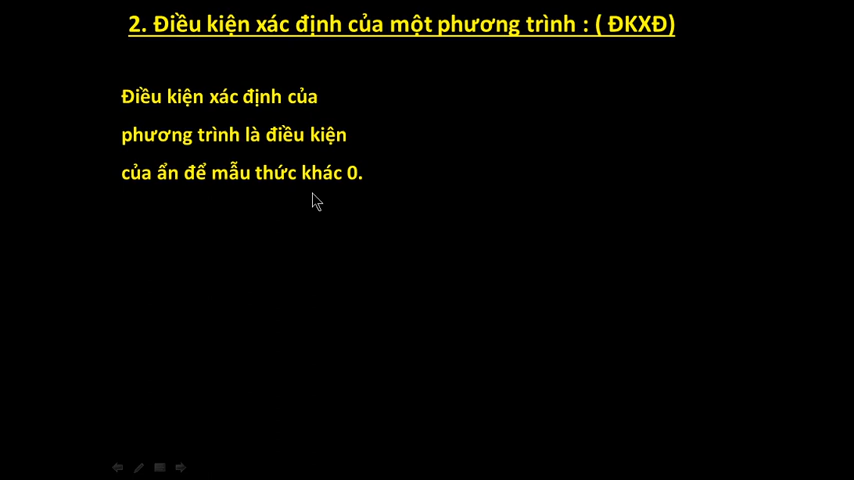 2. Điều kiện xác định của một phương trình : ( ĐKXĐ)
Điều kiện xác định của
phương trình là điều kiện
của ẩn để mẫu thức khác 0.